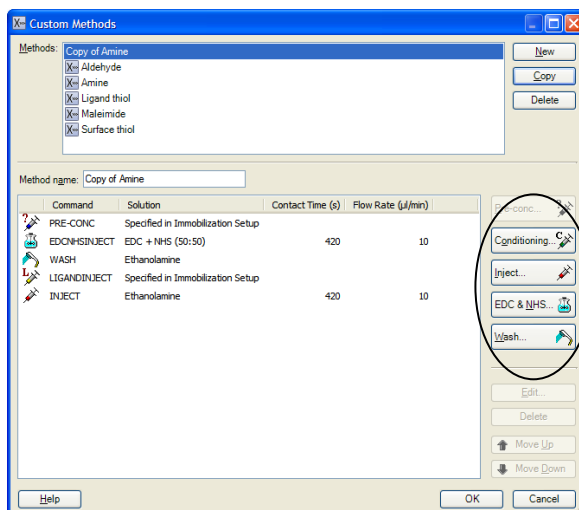 Custom Methods
Methods:
Copy of Amine
Aldehyde
Amine
Ligand thiol
Maleimide
Surface thiol
New
Copy
Delete
Method name: Copy of Amine
Command Solution Contact Time (s) Flow Rate (µl/min)
PRE-CONC Specified in Immobilization Setup
EDCNHSINJECT EDC + NHS (50:50) 420 10
WASH Ethanolamine
LIGANDINJECT Specified in Immobilization Setup
INJECT Ethanolamine 420 10
Pre-conc...
Conditioning...
Inject...
EDC & NHS...
Wash...
Edit...
Delete
Move Up
Move Down
Help
OK
Cancel